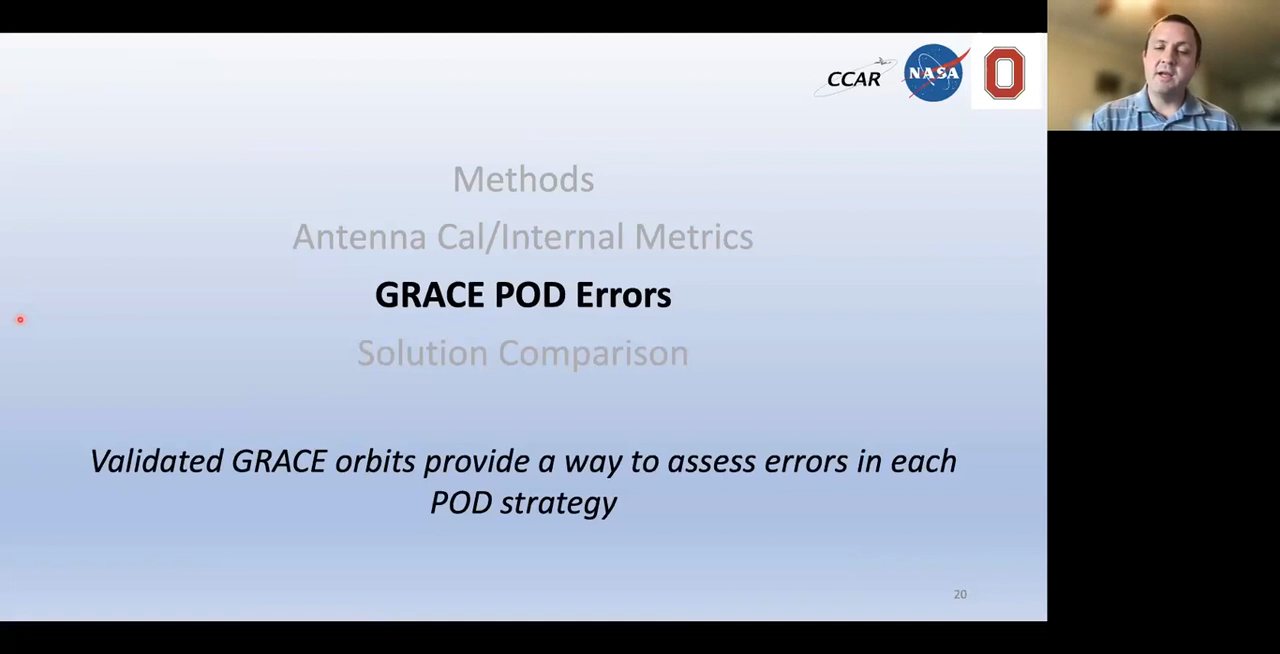 CCAR
NASA
O
Methods
Antenna Cal/Internal Metrics
GRACE POD Errors
Solution Comparison
Validated GRACE orbits provide a way to assess errors in each
POD strategy
20